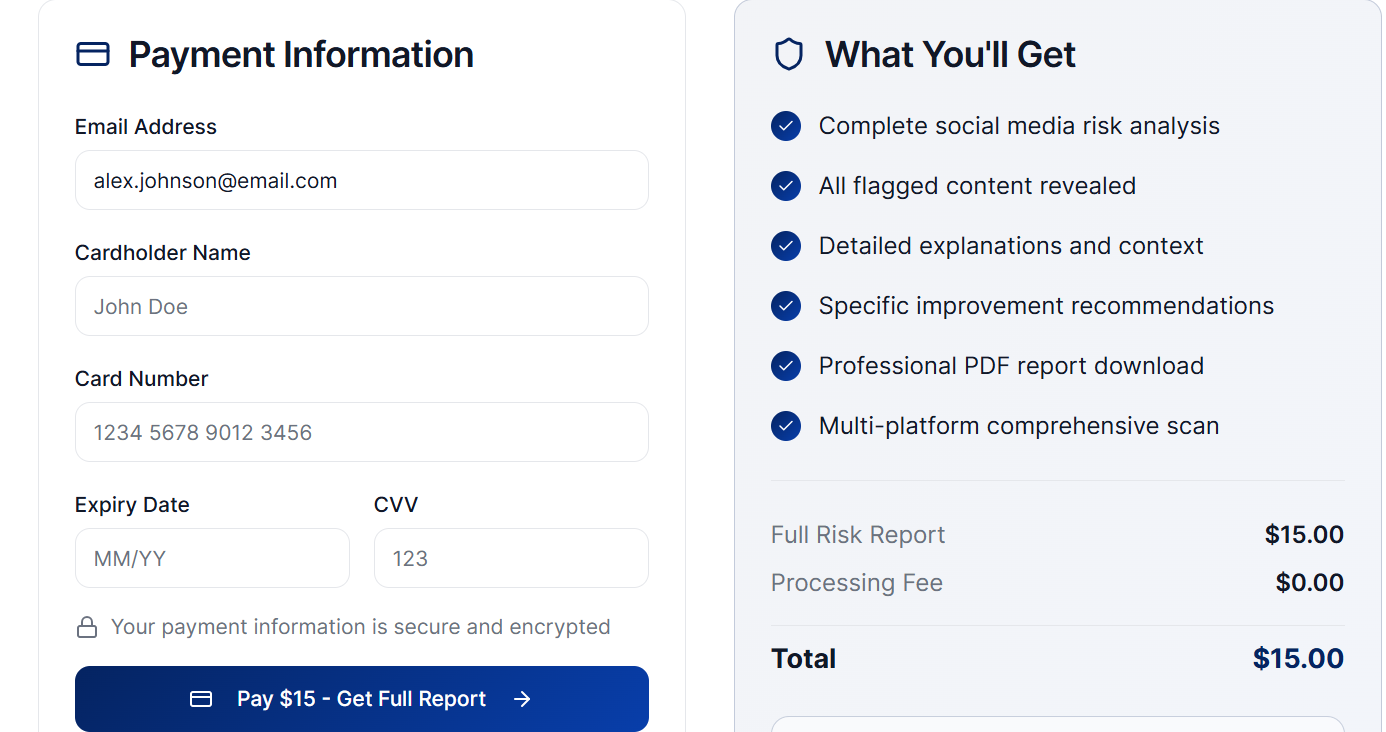 Payment Information
Email Address
alex.johnson@email.com
Cardholder Name
John Doe
Card Number
1234 5678 9012 3456
Expiry Date
CVV
MM/YY
123
Your payment information is secure and encrypted
Pay $15 - Get Full Report
What You'll Get
Complete social media risk analysis
All flagged content revealed
Detailed explanations and context
Specific improvement recommendations
Professional PDF report download
Multi-platform comprehensive scan
Full Risk Report $15.00
Processing Fee $0.00
Total $15.00